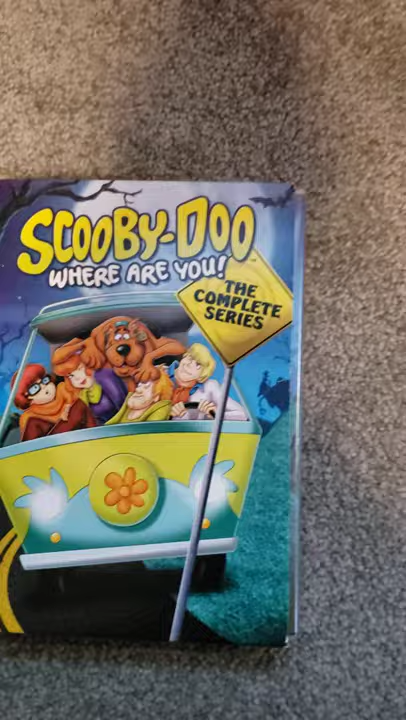 SCOOBY-DOO
WHERE ARE YOU!
THE
COMPLETE
SERIES